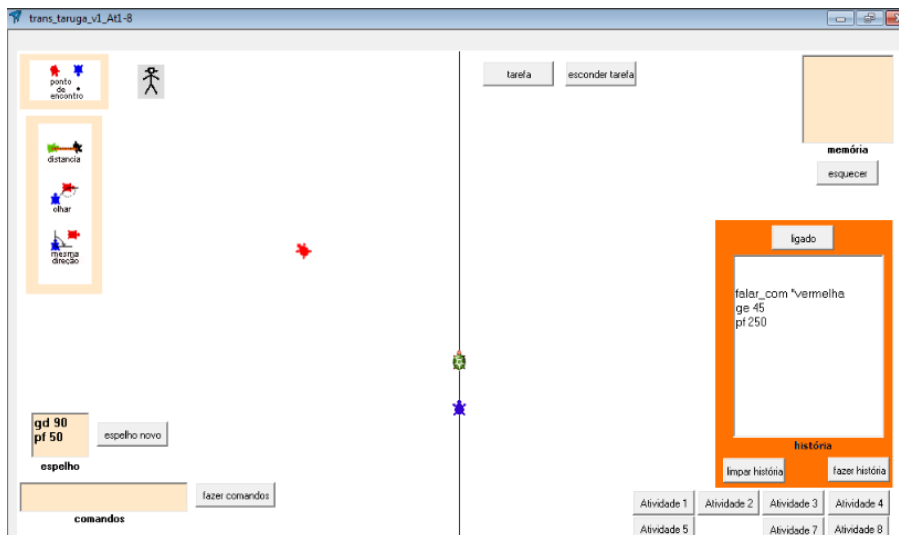 trans_taruga_v1_At1-8
ponto
de
encontro
distancia
olhar
mesma
direção
tarefa
esconder tarefa
memória
esquecer
ligado
falar_com "vermelha
ge 45
pf 250
história
limpar história
fazer história
gd 90
pf 50
espelho novo
espelho
fazer comandos
comandos
Atividade 1
Atividade 2
Atividade 3
Atividade 4
Atividade 5
Atividade 7
Atividade 8